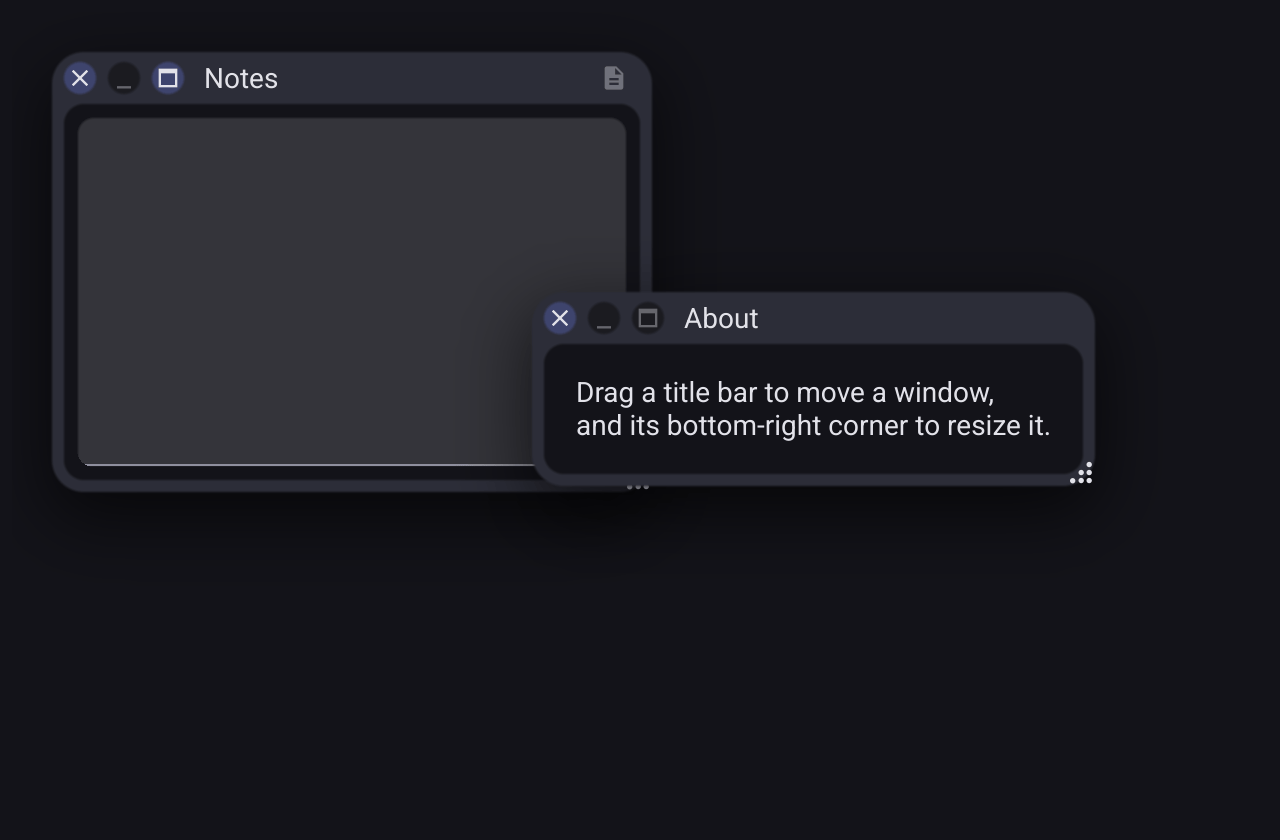 Notes
About
Drag a title bar to move a window,
and its bottom-right corner to resize it.